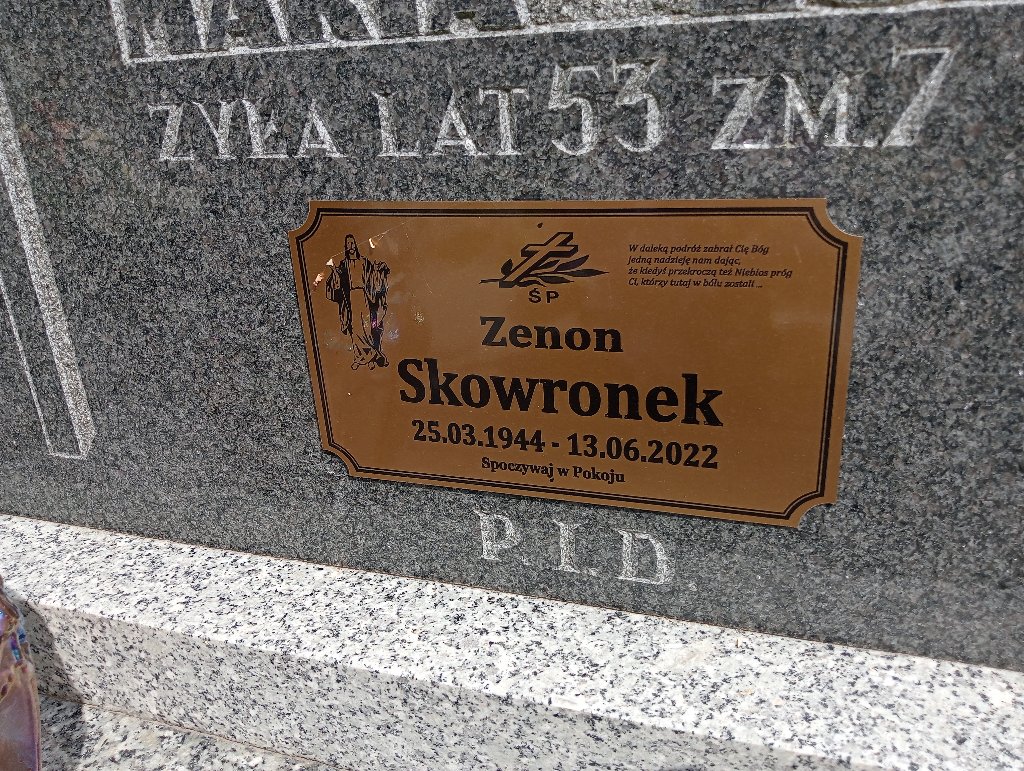 ŻYŁA LAT 53 ZM. 7
W daleką podróż zabrał Cię Bóg
jedną nadzieję nam dając,
że kiedyś przekroczą też Niebios próg
Ci, którzy tutaj w bólu zostali ...
ŚP
Zenon
Skowronek
25.03.1944 - 13.06.2022
Spoczywaj w Pokoju
P.I.D.